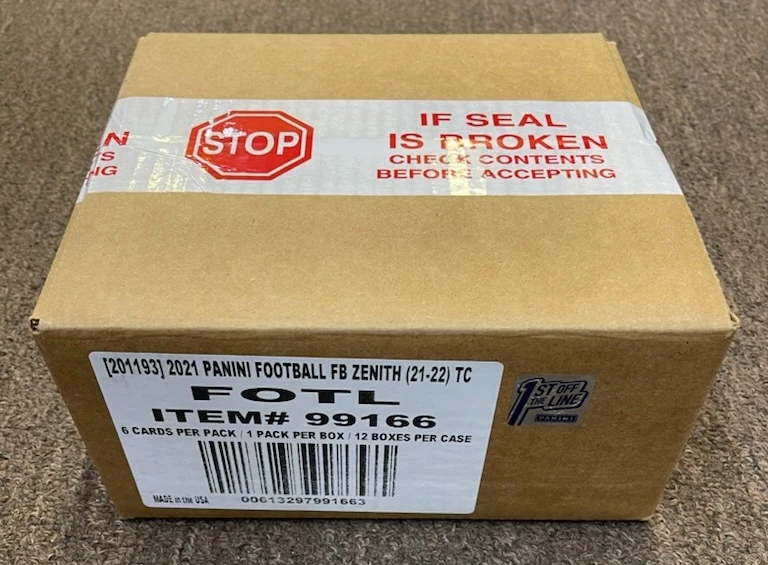 N
S
IG
STOP
IF SEAL
IS BROKEN
CHECK CONTENTS
BEFORE ACCEPTING
[201193] 2021 PANINI FOOTBALL FB ZENITH (21-22) TC
FOTL
ITEM# 99166
6 CARDS PER PACK / 1 PACK PER BOX / 12 BOXES PER CASE
MADE in the USA
00613297991663
1ST OFF
THE LINE
PANINI